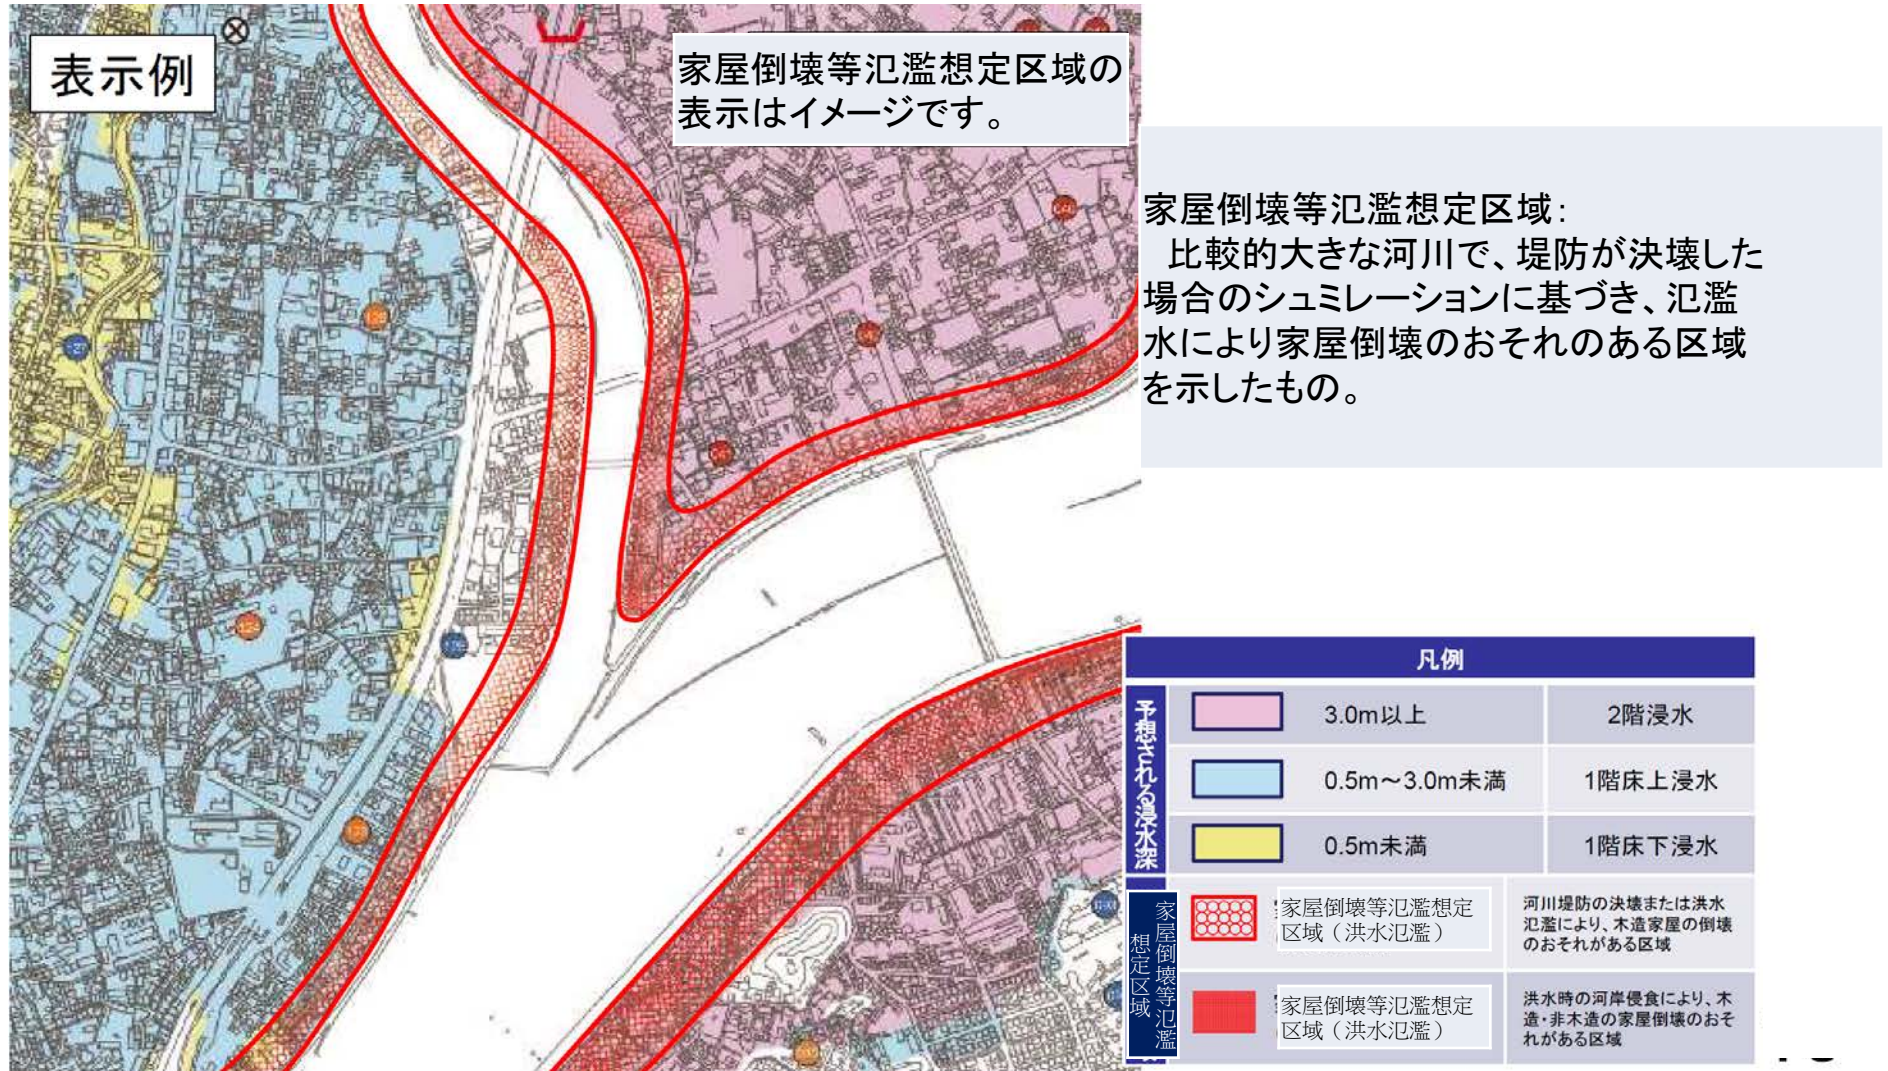 表示例
家屋倒壊等氾濫想定区域の
表示はイメージです。
家屋倒壊等氾濫想定区域：
比較的大きな河川で、堤防が決壊した
場合のシュミレーションに基づき、氾濫
水により家屋倒壊のおそれのある区域
を示したもの。
凡例
予想される浸水深
3.0m以上
2階浸水
0.5m～3.0m未満
1階床上浸水
0.5m未満
1階床下浸水
家屋倒壊等氾濫
想定区域
家屋倒壊等氾濫想定
区域（洪水氾濫）
河川堤防の決壊または洪水
氾濫により、木造家屋の倒壊
のおそれがある区域
家屋倒壊等氾濫想定
区域（洪水氾濫）
洪水時の河岸侵食により、木
造・非木造の家屋倒壊のおそ
れがある区域